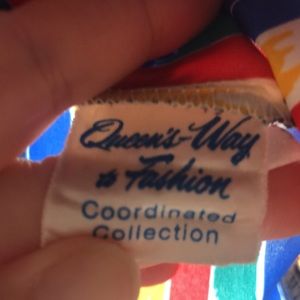 Queen's-Way
to Fashion
Coordinated
Collection